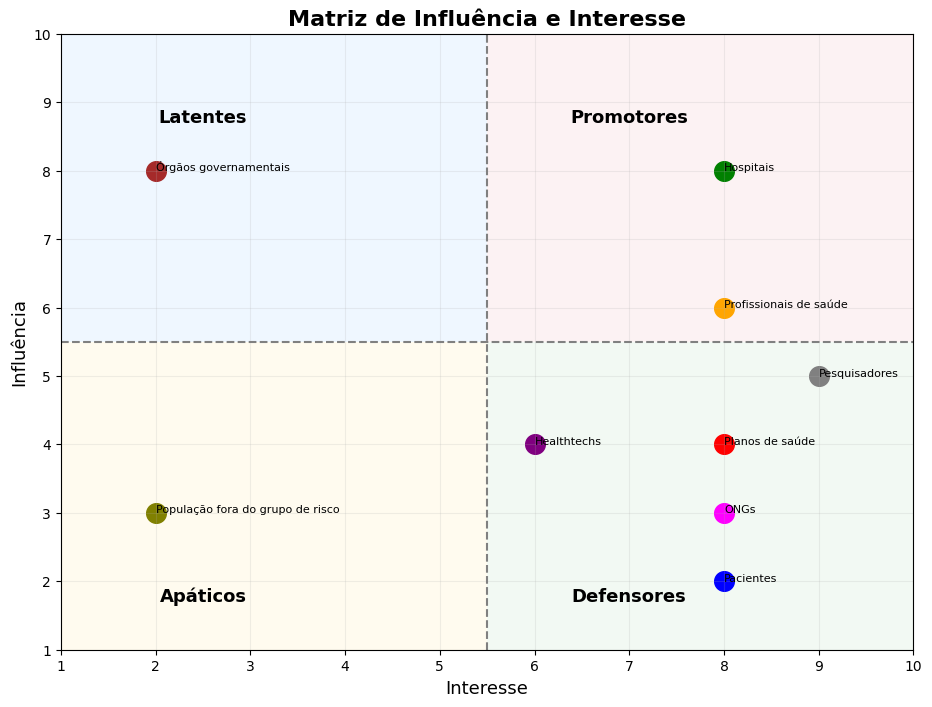 Matriz de Influência e Interesse
10
9
8
7
6
5
4
3
2
1
Influência
Latentes
Promotores
Órgãos governamentais
Hospitais
Profissionais de saúde
Pesquisadores
Healthtechs
Planos de saúde
População fora do grupo de risco
ONGs
Pacientes
Apáticos
Defensores
1
2
3
4
5
6
7
8
9
10
Interesse